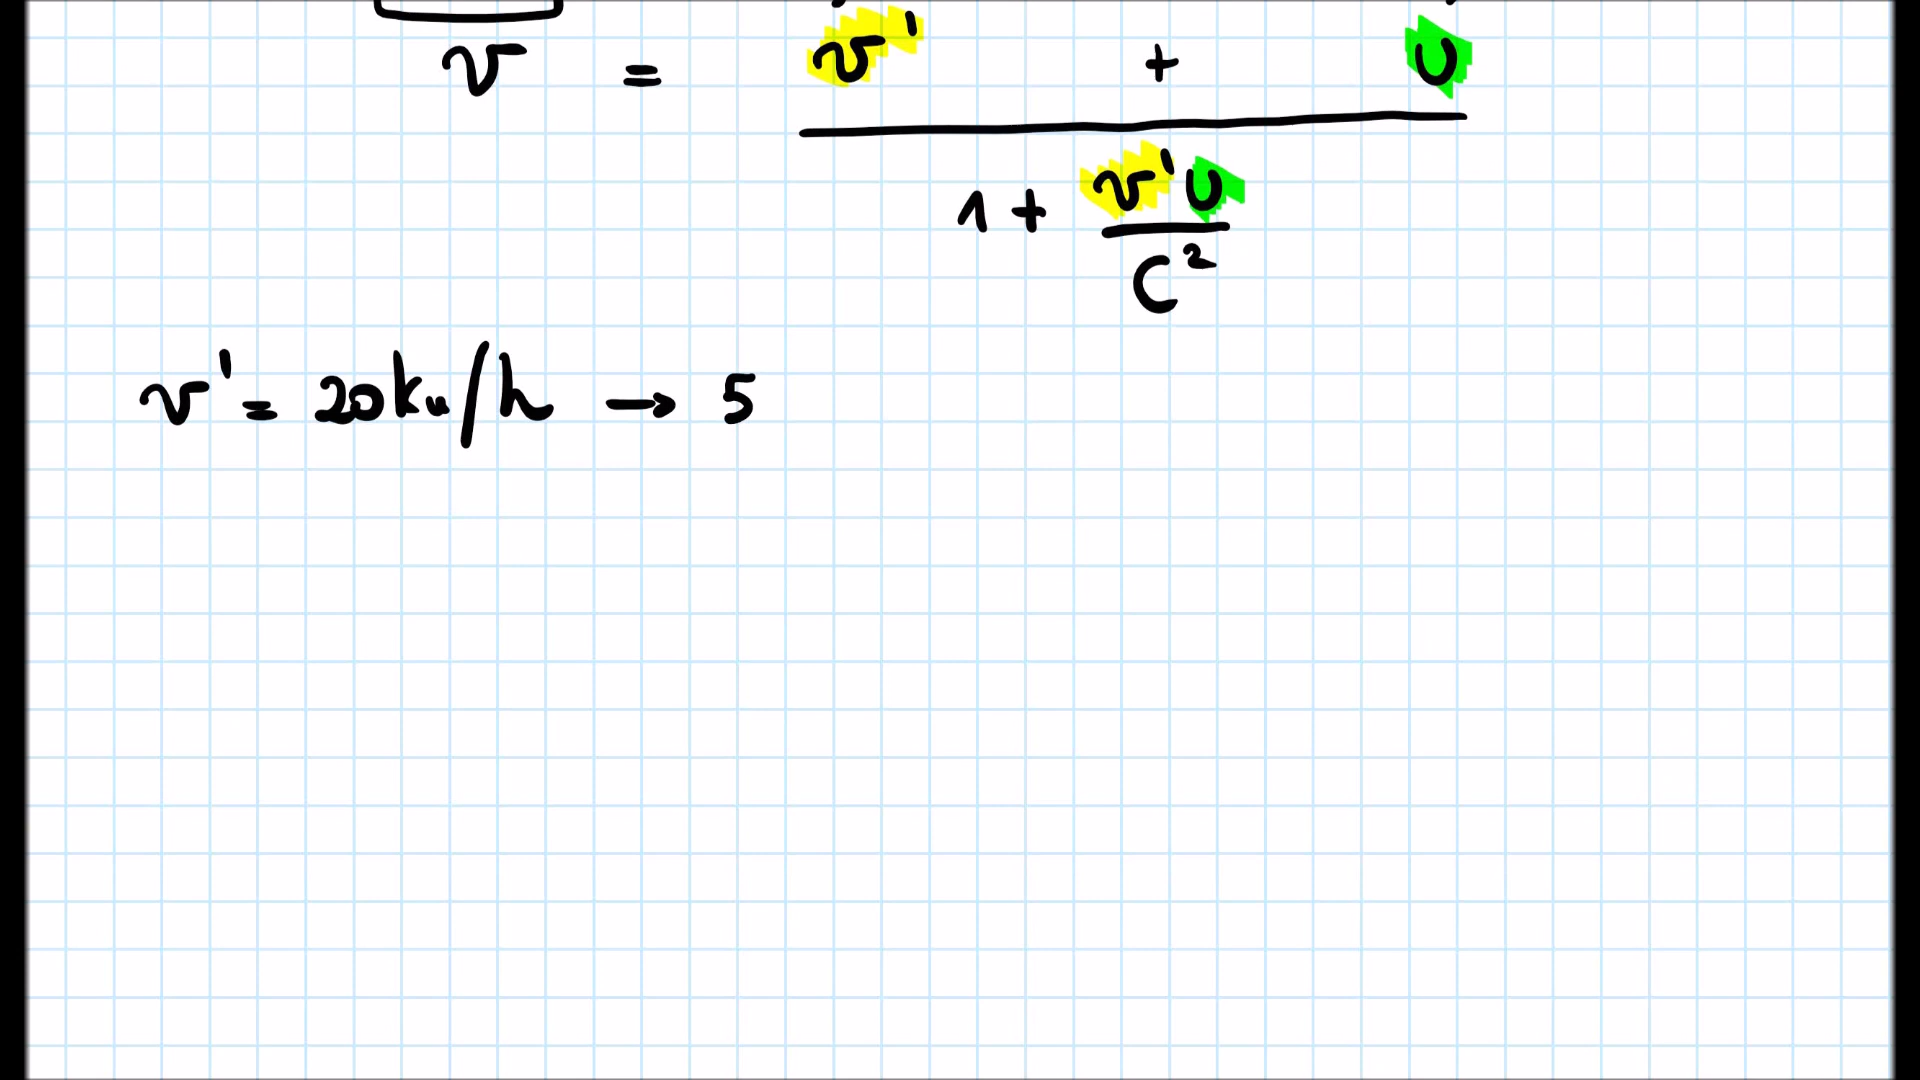 v = v' + U
1 + v'U
C²
v' = 20km/h → 5